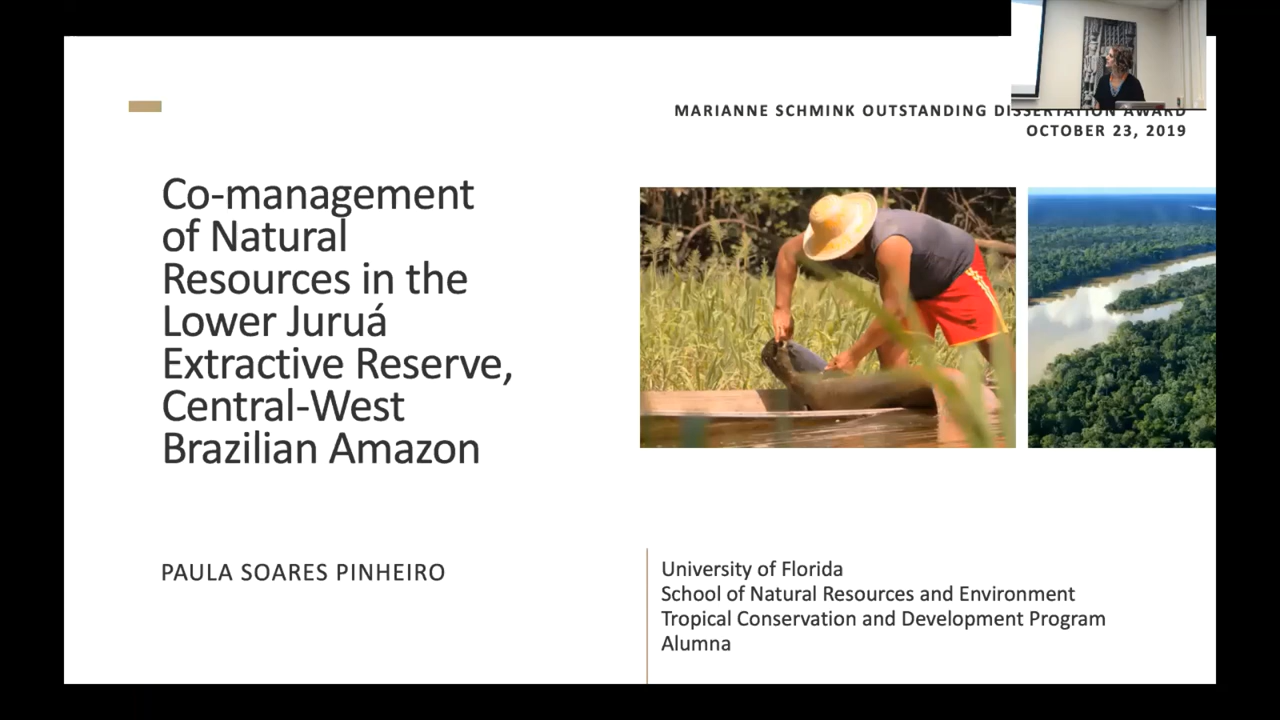 MARIANNE SCHMINK OUTSTANDING DISSERTATION AWARD
OCTOBER 23, 2019
Co-management
of Natural
Resources in the
Lower Juruá
Extractive Reserve,
Central-West
Brazilian Amazon
PAULA SOARES PINHEIRO
University of Florida
School of Natural Resources and Environment
Tropical Conservation and Development Program
Alumna